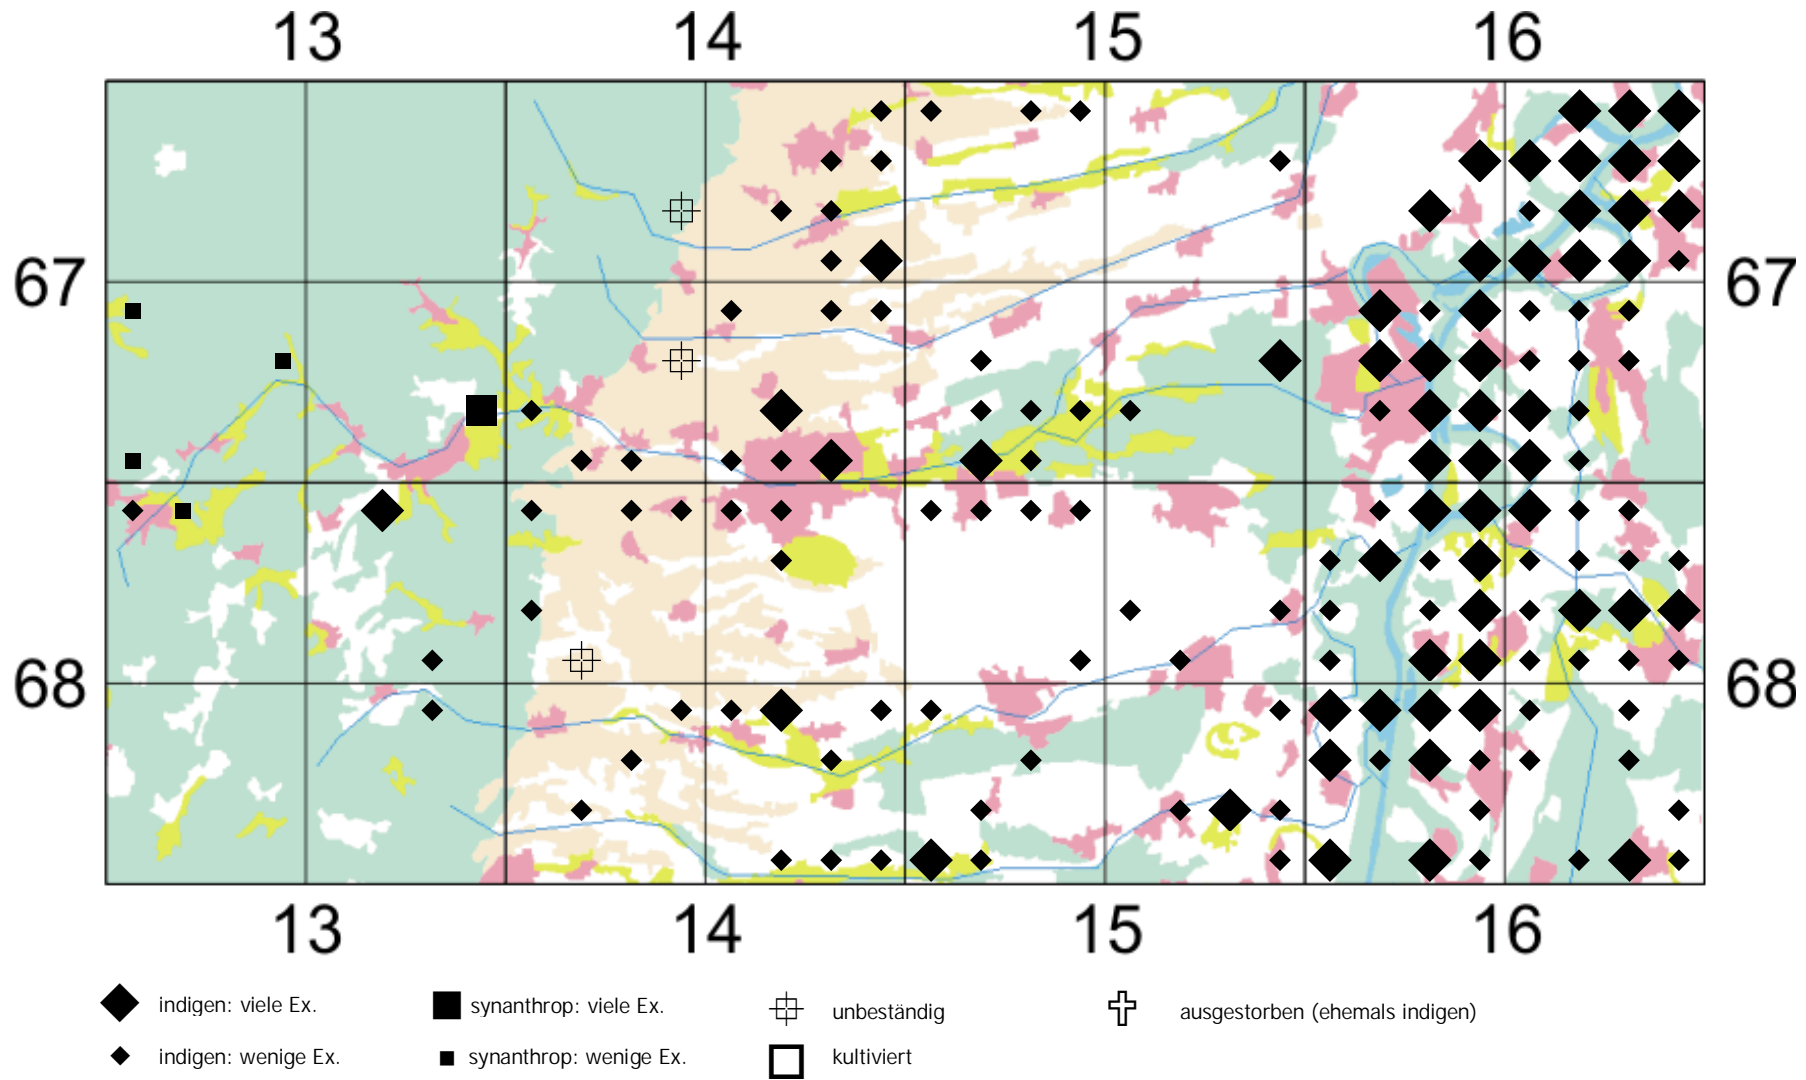 13 14 15 16
67 67
68 68
13 14 15 16
indigen: viele Ex. synanthrop: viele Ex. unbeständig ausgestorben (ehemals indigen)
indigen: wenige Ex. synanthrop: wenige Ex. kultiviert